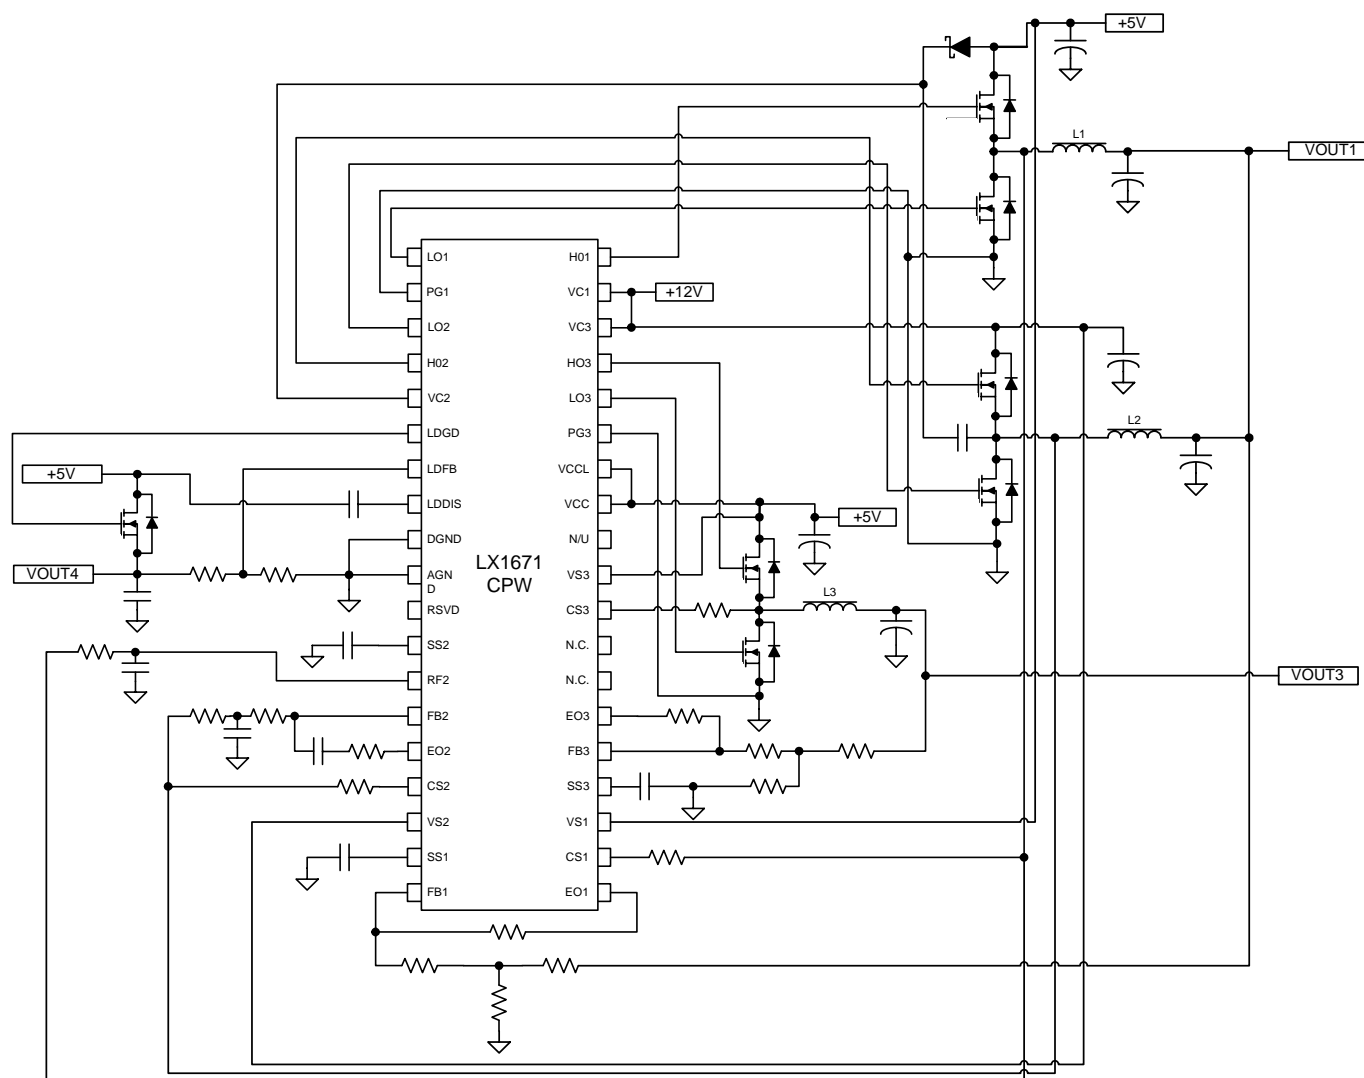 +5V
L1
VOUT1
LO1
H01
PG1
VC1
+12V
LO2
VC3
H02
HO3
VC2
LO3
L2
LDGD
PG3
+5V
LDFB
VCCL
LDDIS
VCC
+5V
DGND
N/U
LX1671
CPW
VOUT4
AGN
D
VS3
RSVD
CS3
L3
SS2
N.C.
RF2
N.C.
VOUT3
FB2
EO3
EO2
FB3
CS2
SS3
VS2
VS1
SS1
CS1
FB1
EO1